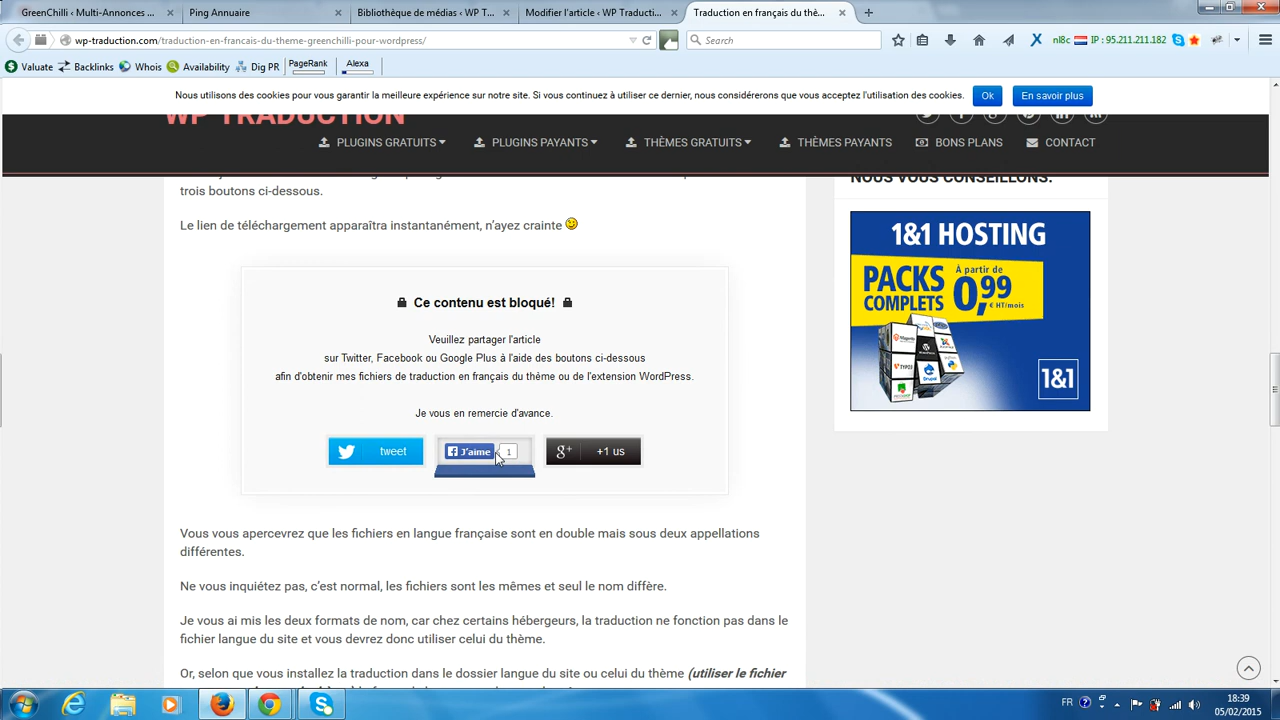 GreenChilli ‹ Multi-Annonces ... × Ping Annuaire × Bibliothèque de médias ‹ WP T... × Modifier l'article ‹ WP Traductio... × Traduction en français du thè... × +
wp-traduction.com/traduction-en-francais-du-theme-greenchilli-pour-wordpress/ Search nl8c IP : 95.211.211.182
Valuate Backlinks Whois Availability Dig PR PageRank Alexa
Nous utilisons des cookies pour vous garantir la meilleure expérience sur notre site. Si vous continuez à utiliser ce dernier, nous considérerons que vous acceptez l'utilisation des cookies. Ok En savoir plus
WP TRADUCTION
PLUGINS GRATUITS PLUGINS PAYANTS THÈMES GRATUITS THÈMES PAYANTS BONS PLANS CONTACT
NOUS VOUS CONSEILLONS:
trois boutons ci-dessous.
Le lien de téléchargement apparaîtra instantanément, n'ayez crainte
Ce contenu est bloqué!
Veuillez partager l'article
sur Twitter, Facebook ou Google Plus à l'aide des boutons ci-dessous
afin d'obtenir mes fichiers de traduction en français du thème ou de l'extension WordPress.
Je vous en remercie d'avance.
tweet J'aime 1 g+ +1 us
1&1 HOSTING
PACKS COMPLETS À partir de 0,99 € HT/mois
1&1
Vous vous apercevrez que les fichiers en langue française sont en double mais sous deux appellations
différentes.
Ne vous inquiétez pas, c'est normal, les fichiers sont les mêmes et seul le nom diffère.
Je vous ai mis les deux formats de nom, car chez certains hébergeurs, la traduction ne fonction pas dans le
fichier langue du site et vous devrez donc utiliser celui du thème.
Or, selon que vous installez la traduction dans le dossier langue du site ou celui du thème (utiliser le fichier
FR 18:39
05/02/2015